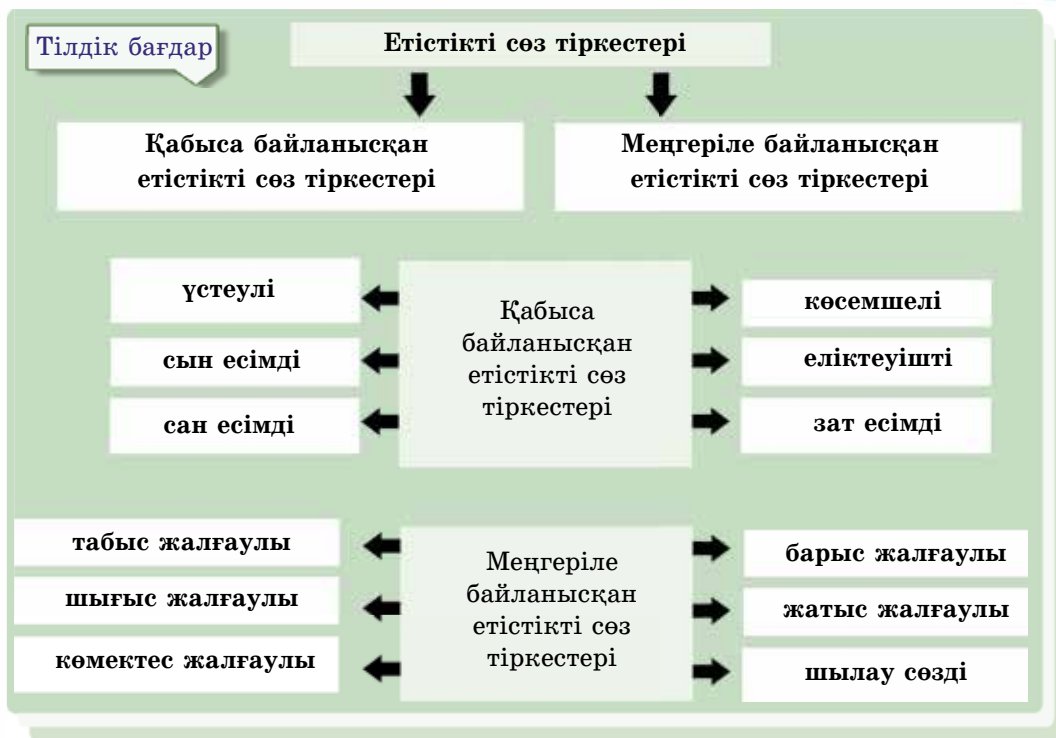 Тілдік бағдар
Етістікті сөз тіркестері
Қабыса байланысқан
етістікті сөз тіркестері
Меңгеріле байланысқан
етістікті сөз тіркестері
үстеулі
сын есімді
сан есімді
Қабыса
байланысқан
етістікті сөз
тіркестері
көсемшелі
еліктеуішті
зат есімді
табыс жалғаулы
шығыс жалғаулы
көмектес жалғаулы
Меңгеріле
байланысқан
етістікті сөз
тіркестері
барыс жалғаулы
жатыс жалғаулы
шылау сөзді